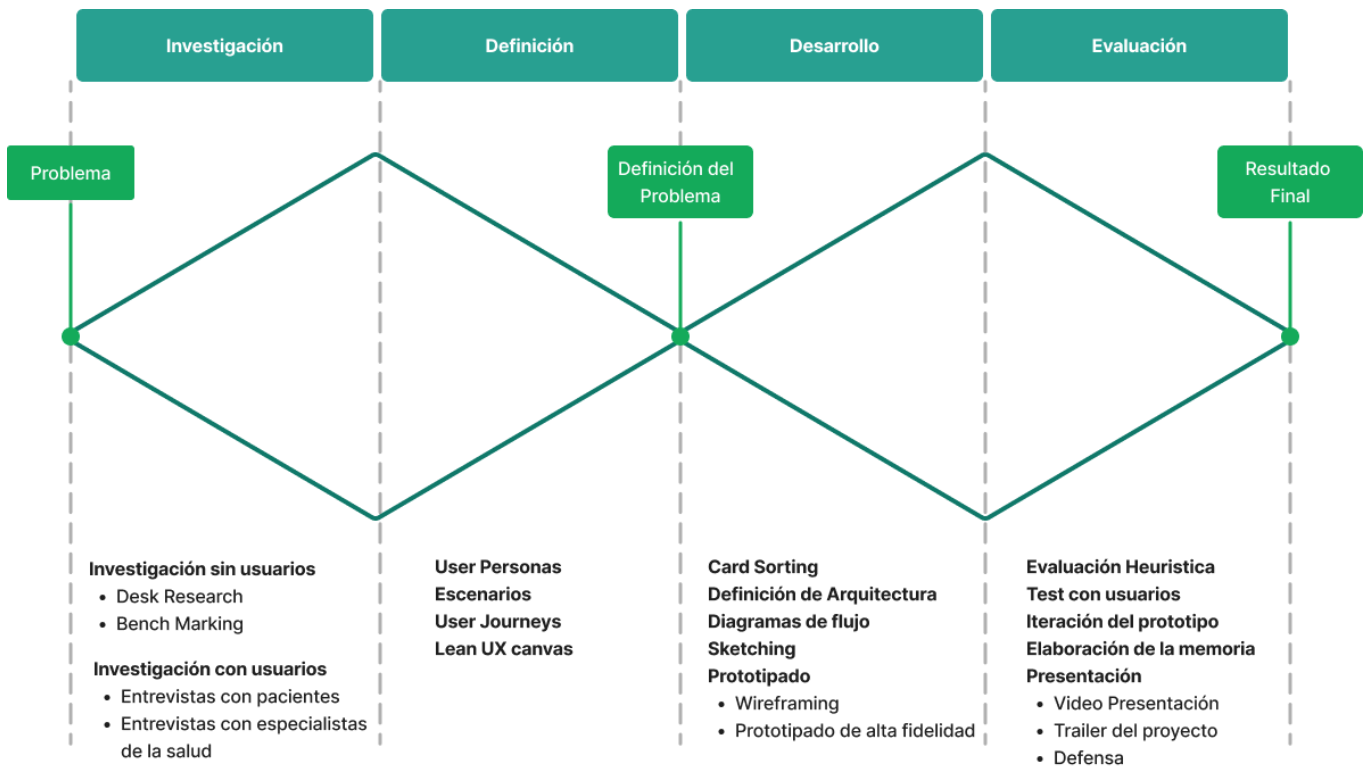 Investigación
Definición
Desarrollo
Evaluación
Problema
Definición del
Problema
Resultado
Final
Investigación sin usuarios
• Desk Research
• Bench Marking
Investigación con usuarios
• Entrevistas con pacientes
• Entrevistas con especialistas
de la salud
User Personas
Escenarios
User Journeys
Lean UX canvas
Card Sorting
Definición de Arquitectura
Diagramas de flujo
Sketching
Prototipado
• Wireframing
• Prototipado de alta fidelidad
Evaluación Heuristica
Test con usuarios
Iteración del prototipo
Elaboración de la memoria
Presentación
• Video Presentación
• Trailer del proyecto
• Defensa